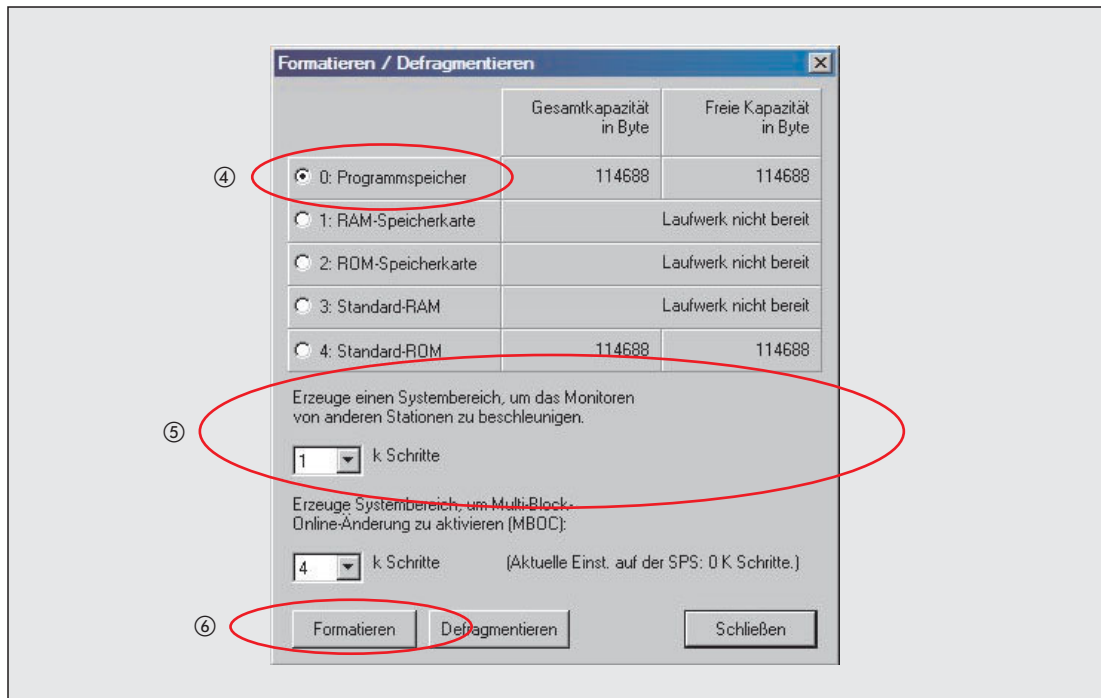 Formatieren / Defragmentieren
Gesamtkapazität
in Byte
Freie Kapazität
in Byte
④ 0: Programmspeicher 114688 114688
1: RAM-Speicherkarte Laufwerk nicht bereit
2: ROM-Speicherkarte Laufwerk nicht bereit
3: Standard-RAM Laufwerk nicht bereit
4: Standard-ROM 114688 114688
Erzeuge einen Systembereich, um das Monitoren
von anderen Stationen zu beschleunigen.
⑤
1 k Schritte
Erzeuge Systembereich, um Multi-Block-
Online-Änderung zu aktivieren (MBOC):
4 k Schritte (Aktuelle Einst. auf der SPS: 0 K Schritte.)
⑥ Formatieren Defragmentieren Schließen